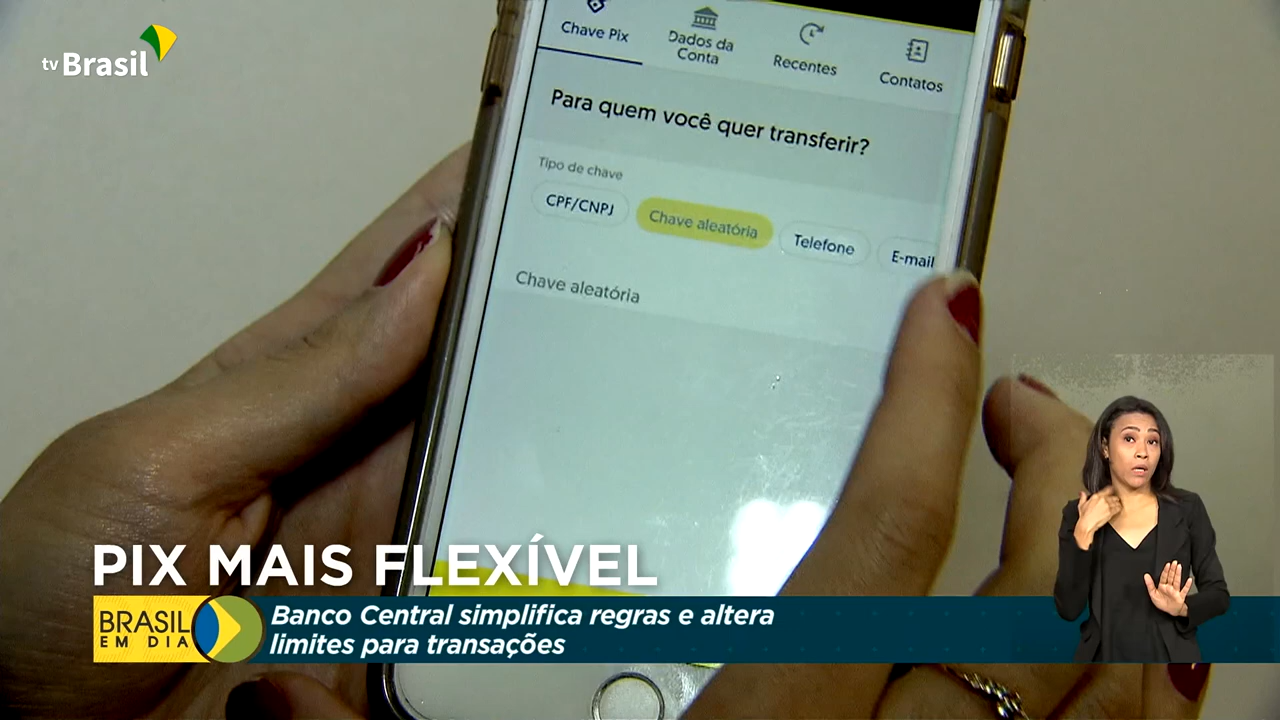 tv Brasil
Chave Pix
Dados da
Conta
Recentes
Contatos
Para quem você quer transferir?
Tipo de chave
CPF/CNPJ
Chave aleatória
Telefone
E-mail
Chave aleatória
PIX MAIS FLEXÍVEL
BRASIL
EM DIA
Banco Central simplifica regras e altera
limites para transações